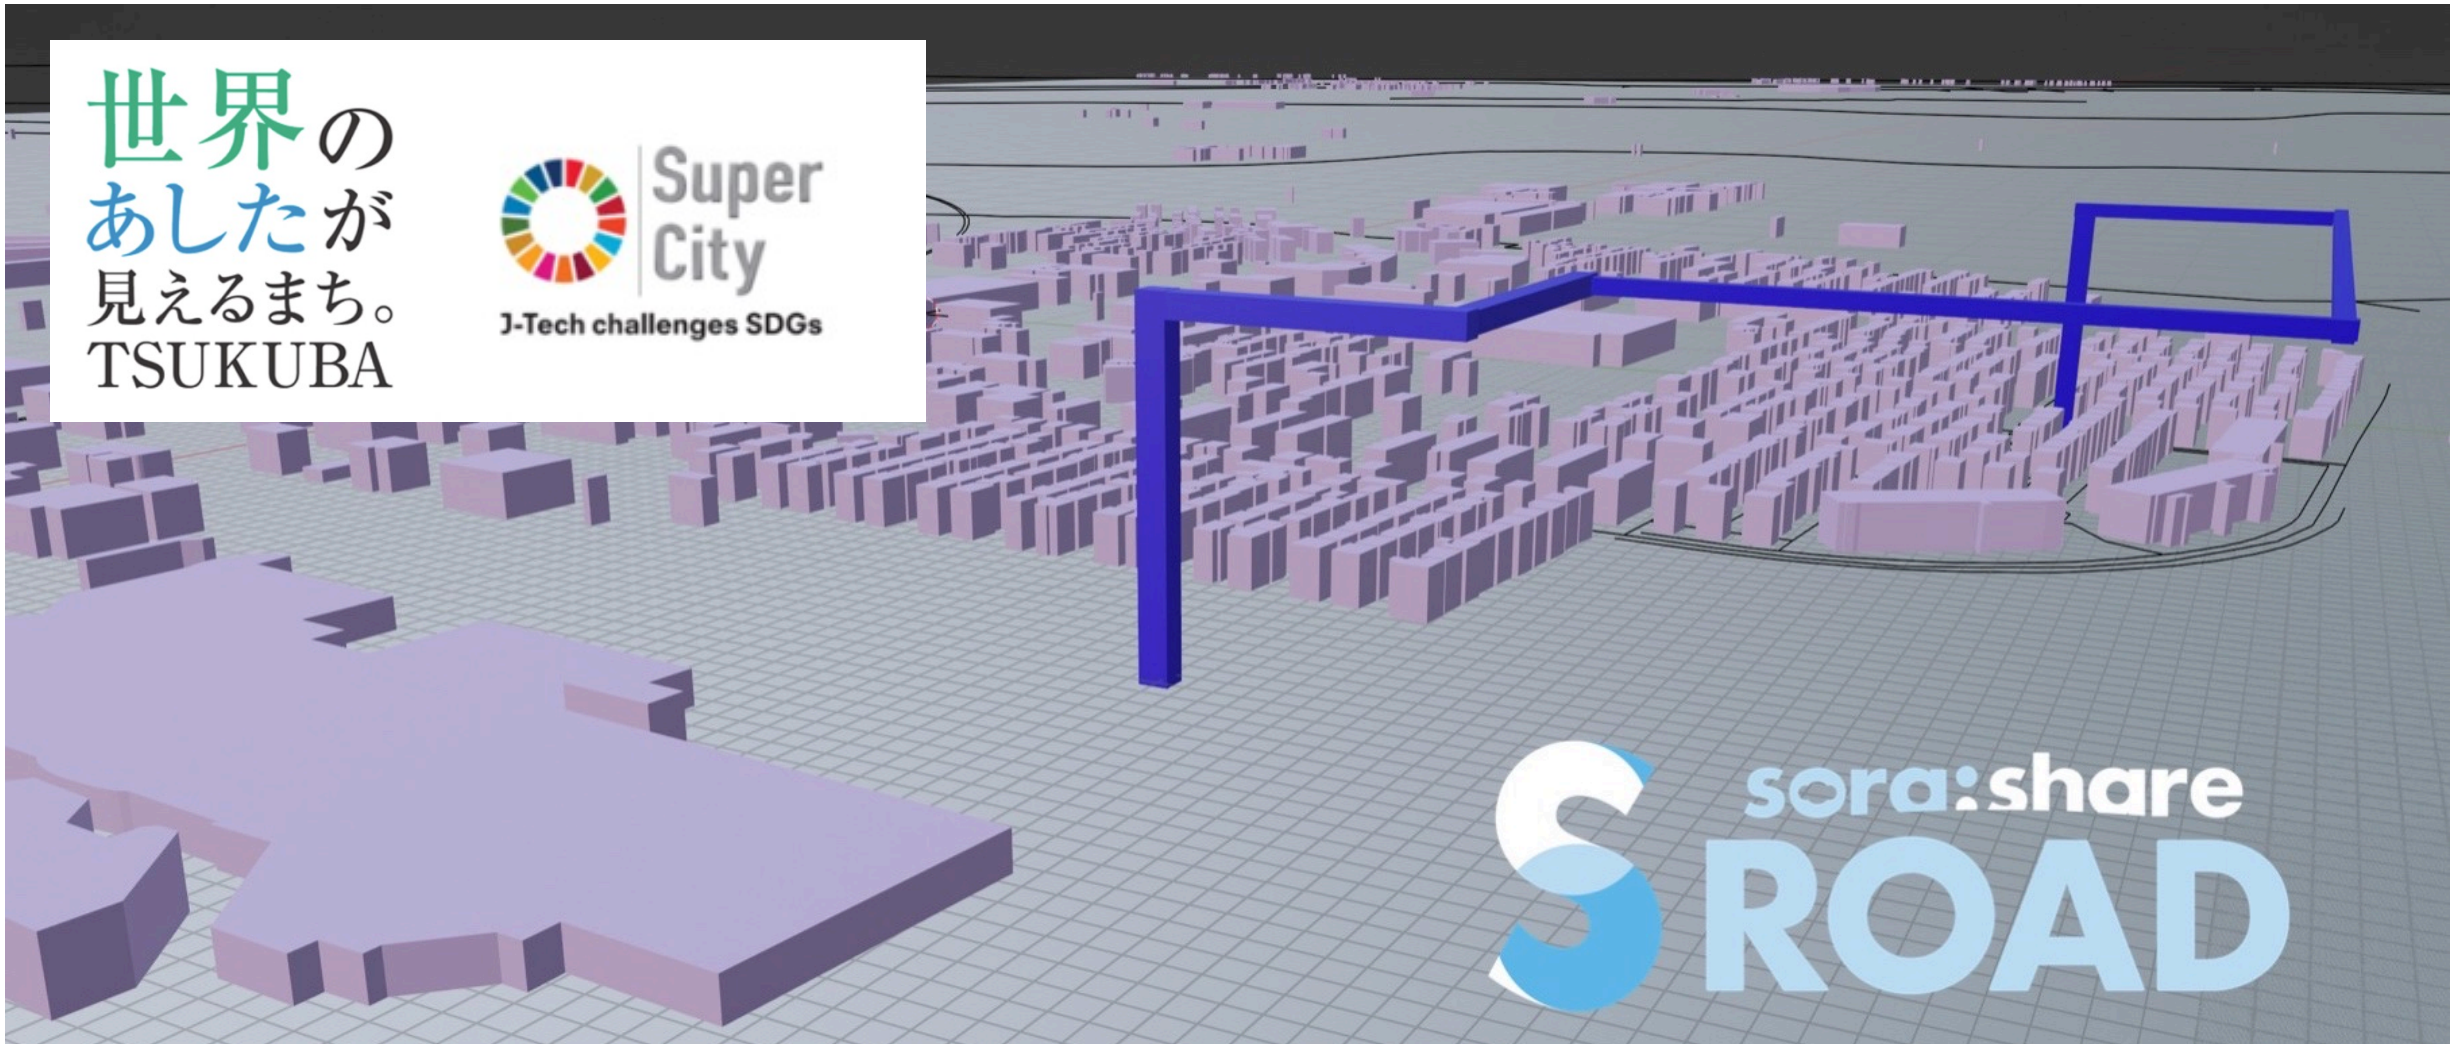 世界の
あしたが
見えるまち。
TSUKUBA
Super
City
J-Tech challenges SDGs
sora:share
S ROAD